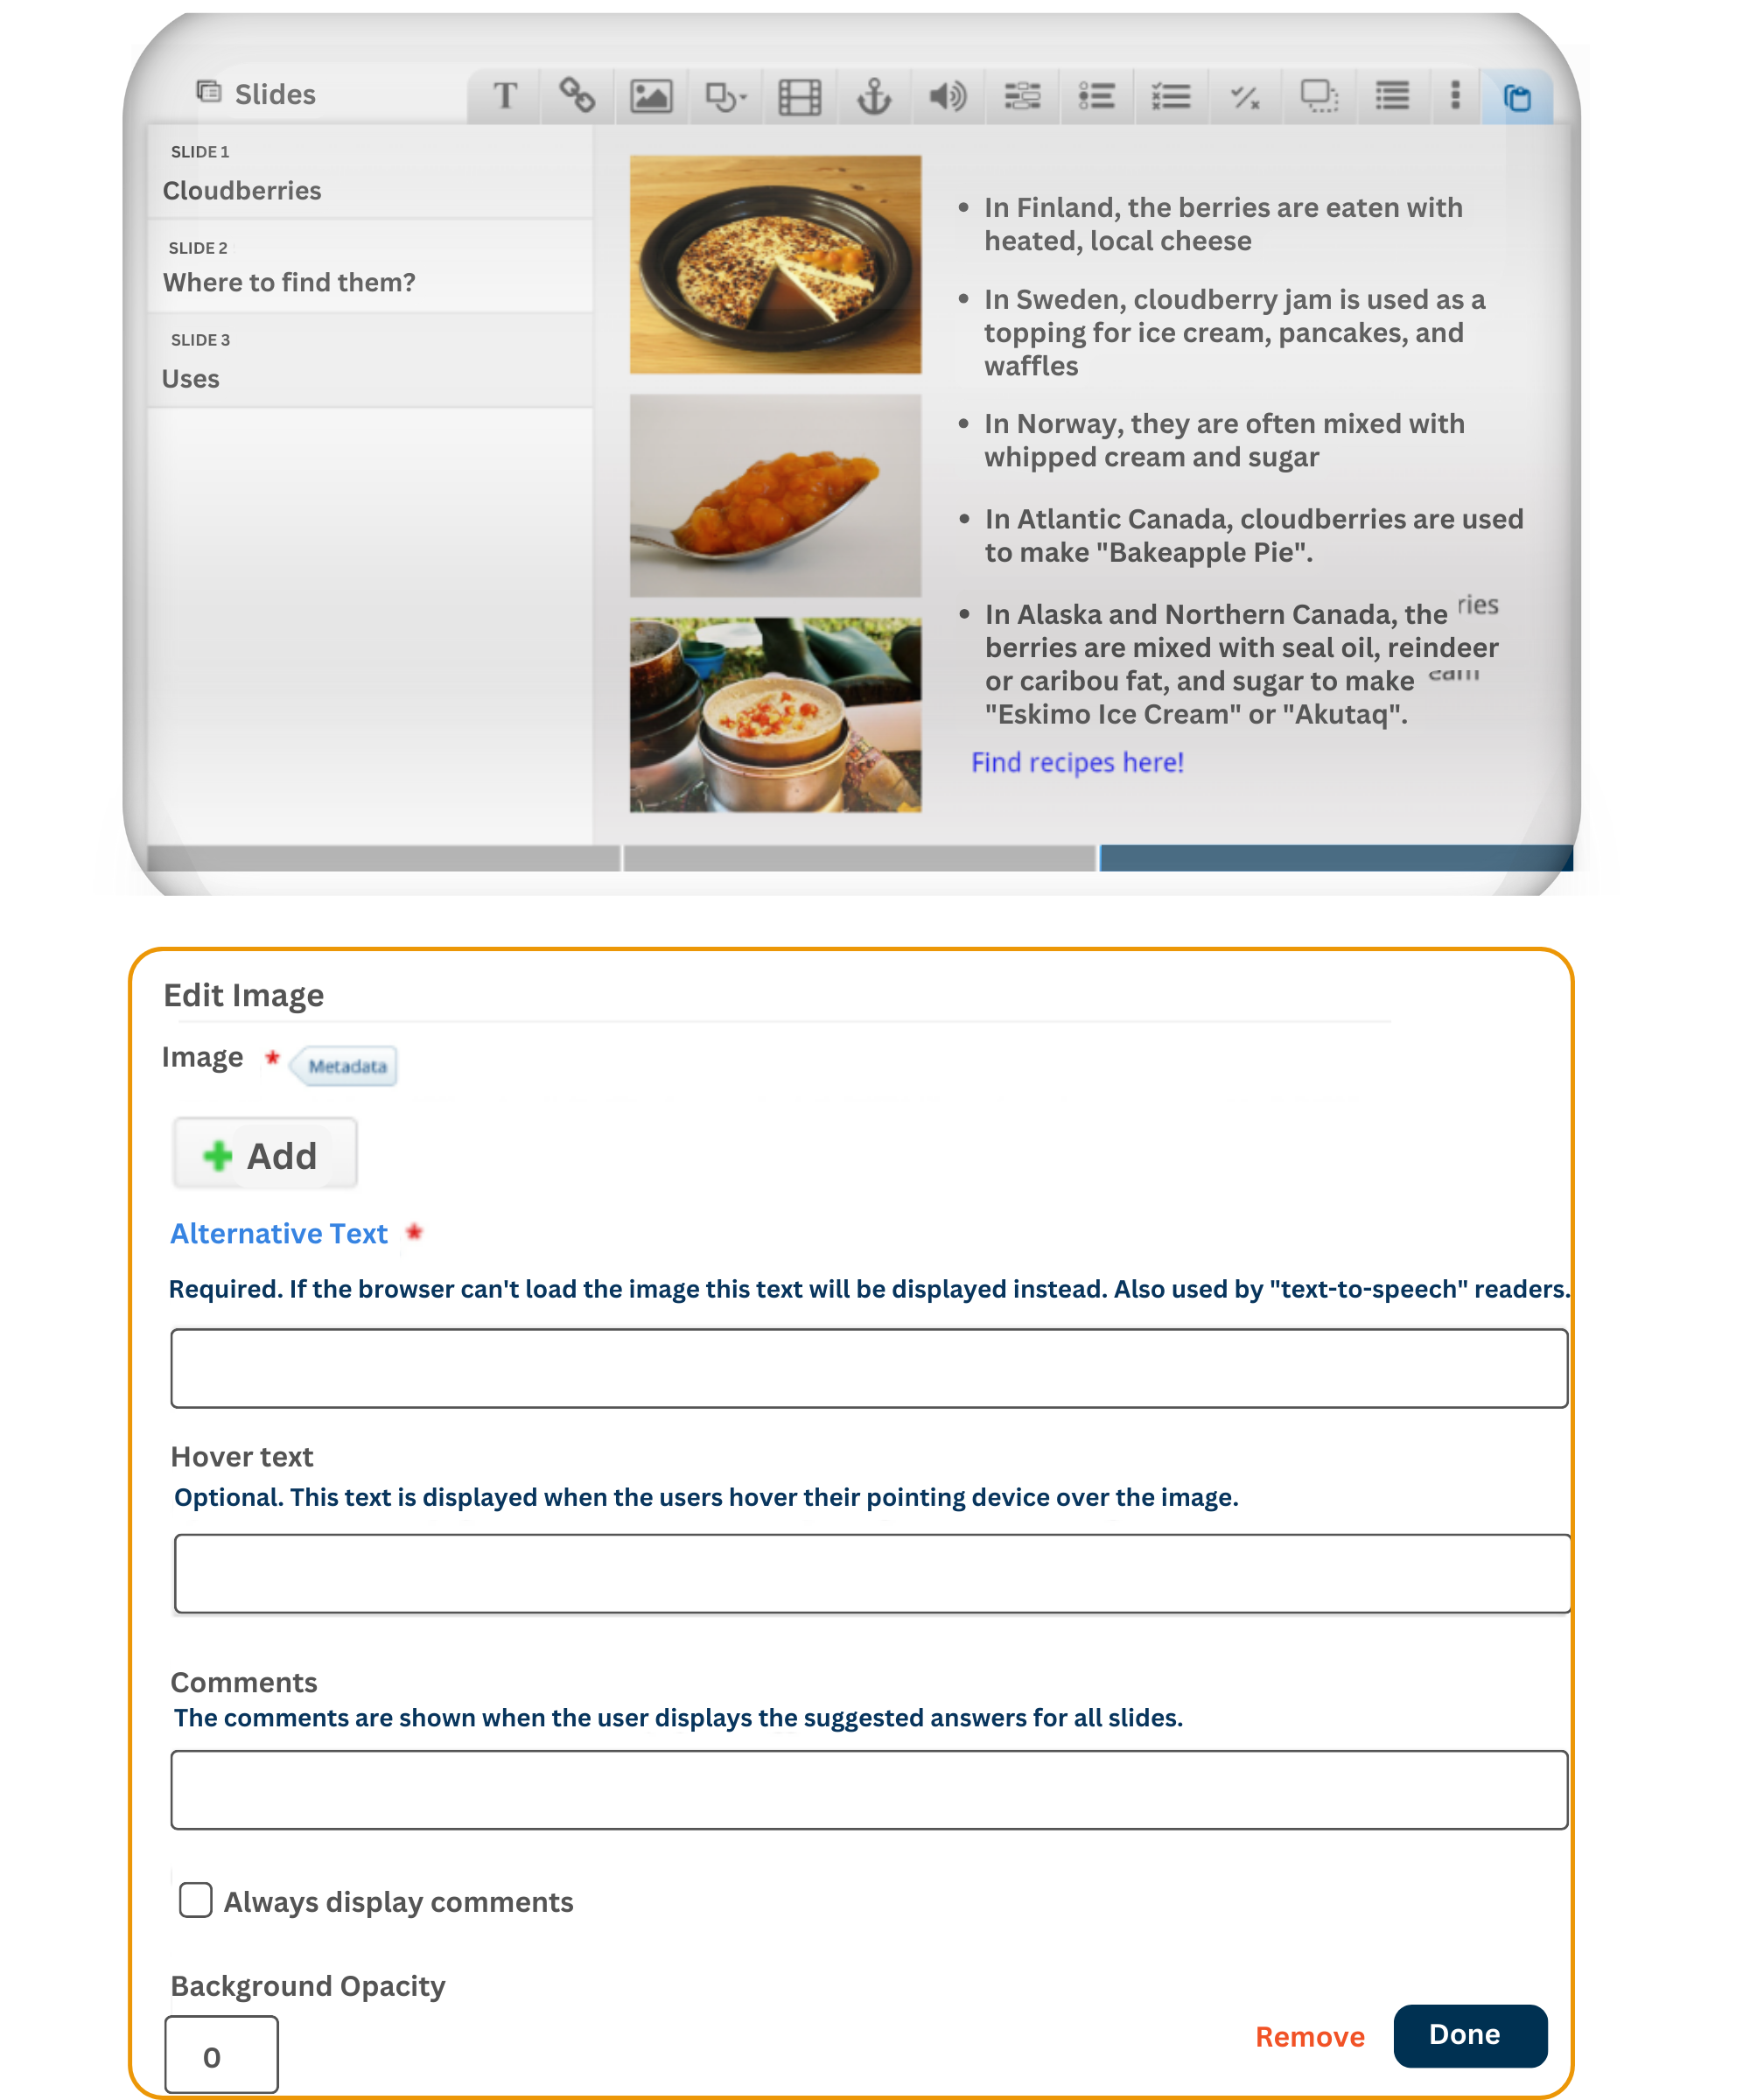 Slides
T
SLIDE 1
Cloudberries
SLIDE 2
Where to find them?
SLIDE 3
Uses
• In Finland, the berries are eaten with
heated, local cheese
• In Sweden, cloudberry jam is used as a
topping for ice cream, pancakes, and
waffles
• In Norway, they are often mixed with
whipped cream and sugar
• In Atlantic Canada, cloudberries are used
to make "Bakeapple Pie".
• In Alaska and Northern Canada, the
ries
berries are mixed with seal oil, reindeer
or caribou fat, and sugar to make
"Eskimo Ice Cream" or "Akutaq".
Find recipes here!
Edit Image
Image * Metadata
Add
Alternative Text *
Required. If the browser can't load the image this text will be displayed instead. Also used by "text-to-speech" readers.
Hover text
Optional. This text is displayed when the users hover their pointing device over the image.
Comments
The comments are shown when the user displays the suggested answers for all slides.
Always display comments
Background Opacity
0
Remove
Done